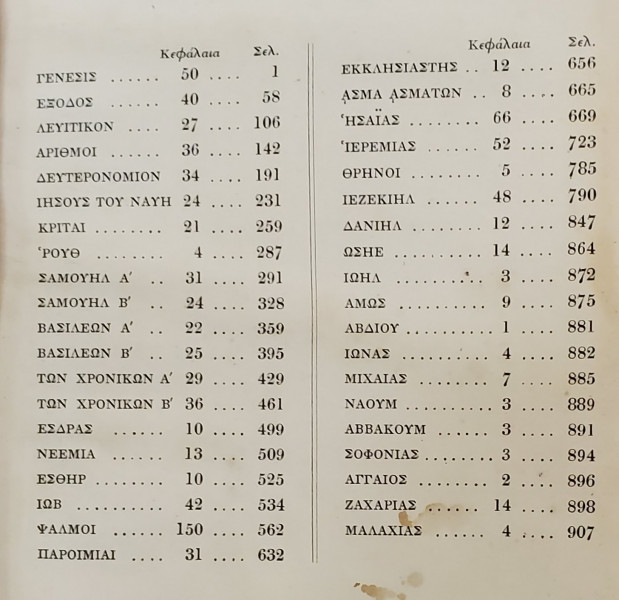 Κεφάλαια Σελ.
ΓΕΝΕΣΙΣ ...... 50 .... 1
ΕΞΟΔΟΣ ...... 40 .... 58
ΛΕΥΙΤΙΚΟΝ .... 27 .... 106
ΑΡΙΘΜΟΙ ...... 36 .... 142
ΔΕΥΤΕΡΟΝΟΜΙΟΝ 34 .... 191
ΙΗΣΟΥΣ ΤΟΥ ΝΑΥΗ 24 .... 231
ΚΡΙΤΑΙ ........ 21 .... 259
ῬΟΥΘ ........ 4 .... 287
ΣΑΜΟΥΗΛ Α' .. 31 .... 291
ΣΑΜΟΥΗΛ Β' .. 24 .... 328
ΒΑΣΙΛΕΩΝ Α' .. 22 .... 359
ΒΑΣΙΛΕΩΝ Β' .. 25 .... 395
ΤΩΝ ΧΡΟΝΙΚΩΝ Α' 29 .... 429
ΤΩΝ ΧΡΟΝΙΚΩΝ Β' 36 .... 461
ΕΣΔΡΑΣ ...... 10 .... 499
ΝΕΕΜΙΑ ...... 13 .... 509
ΕΣΘΗΡ ........ 10 .... 525
ΙΩΒ .......... 42 .... 534
ΨΑΛΜΟΙ ...... 150 .... 562
ΠΑΡΟΙΜΙΑΙ .... 31 .... 632
Κεφάλαια Σελ.
ΕΚΚΛΗΣΙΑΣΤΗΣ .. 12 .... 656
ᾼΣΜΑ ᾼΣΜΑΤΩΝ .. 8 .... 665
ἩΣΑΪΑΣ ........ 66 .... 669
ἹΕΡΕΜΙΑΣ ...... 52 .... 723
ΘΡΗΝΟΙ ........ 5 .... 785
ΙΕΖΕΚΙΗΛ ...... 48 .... 790
ΔΑΝΙΗΛ ........ 12 .... 847
ΩΣΗΕ .......... 14 .... 864
ΙΩΗΛ .......... 3 .... 872
ΑΜΩΣ .......... 9 .... 875
ΑΒΔΙΟΥ ........ 1 .... 881
ΙΩΝΑΣ ........ 4 .... 882
ΜΙΧΑΙΑΣ ...... 7 .... 885
ΝΑΟΥΜ ........ 3 .... 889
ΑΒΒΑΚΟΥΜ .... 3 .... 891
ΣΟΦΟΝΙΑΣ ...... 3 .... 894
ΑΓΓΑΙΟΣ ...... 2 .... 896
ΖΑΧΑΡΙΑΣ ...... 14 .... 898
ΜΑΛΑΧΙΑΣ ...... 4 .... 907